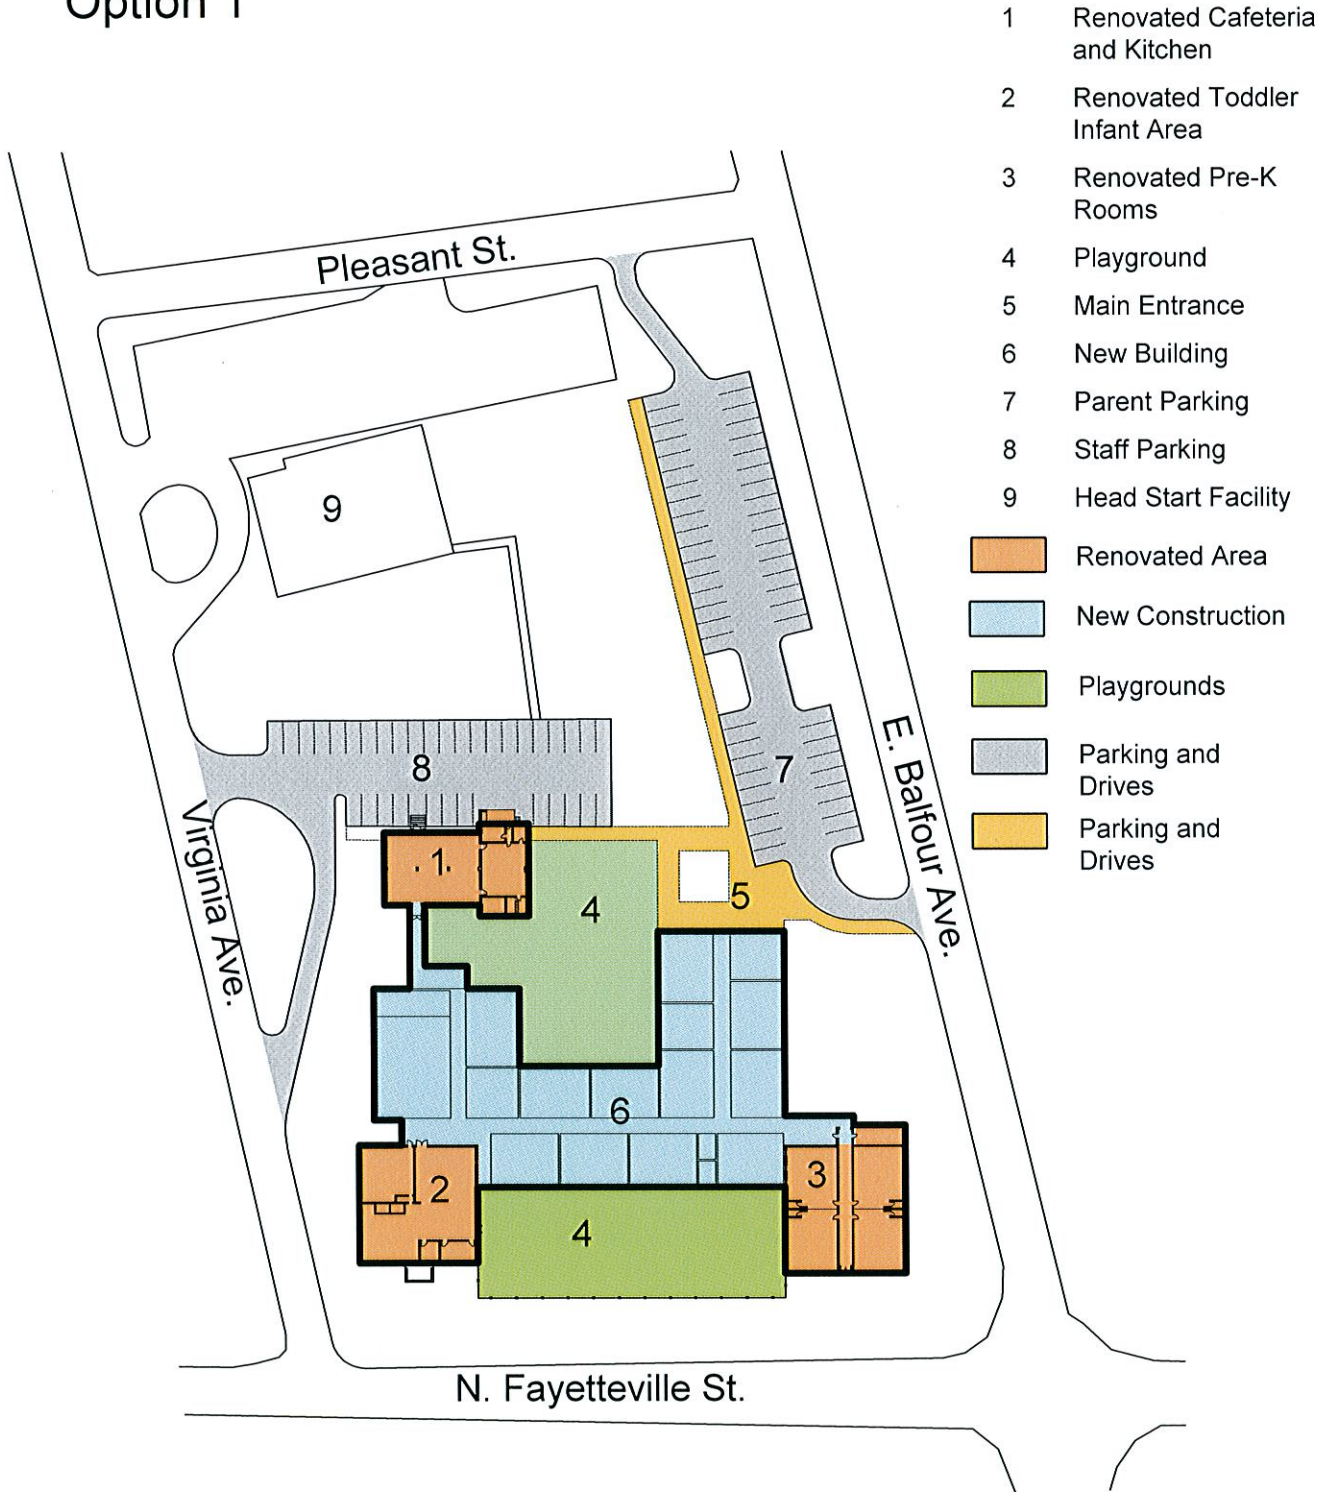 Option 1
1 Renovated Cafeteria
and Kitchen
2 Renovated Toddler
Infant Area
3 Renovated Pre-K
Rooms
4 Playground
5 Main Entrance
6 New Building
7 Parent Parking
8 Staff Parking
9 Head Start Facility
Renovated Area
New Construction
Playgrounds
Parking and
Drives
Parking and
Drives
Pleasant St.
9
8
7
E. Balfour Ave.
Virginia Ave.
1
4
5
6
2
3
4
N. Fayetteville St.